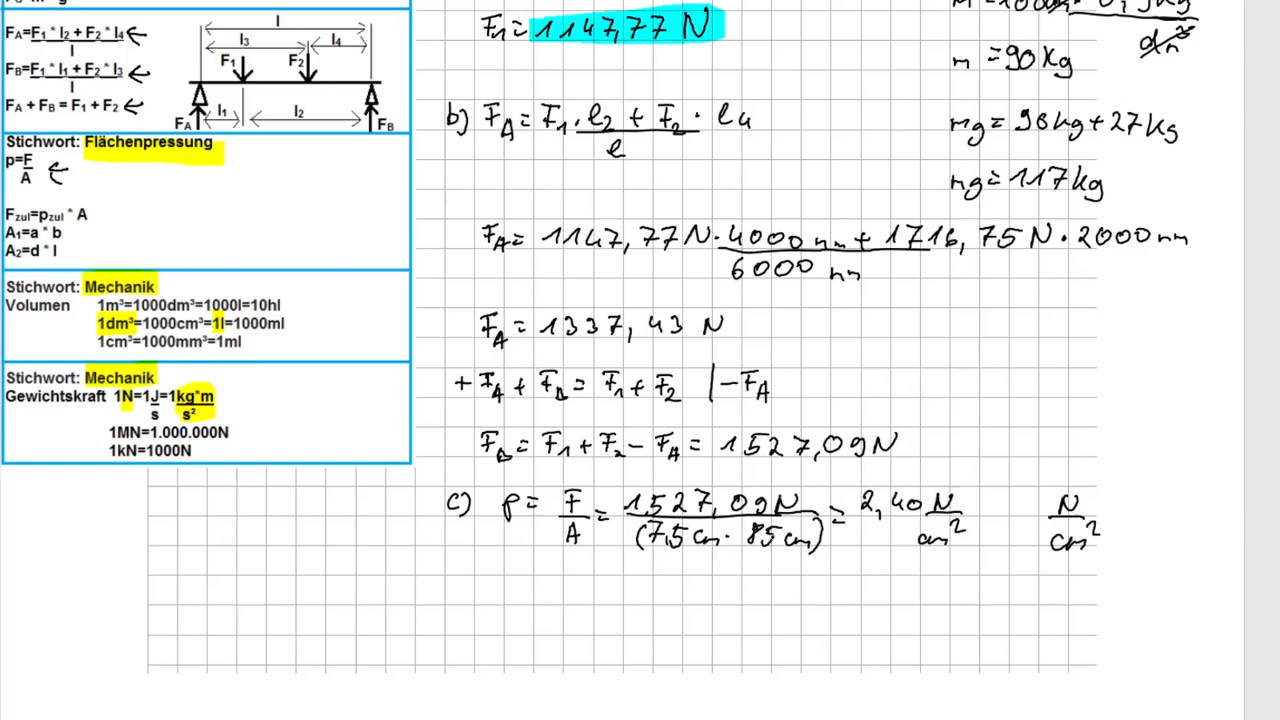 FA=F1 * l2 + F2 * l4
l
FB=F1 * l1 + F2 * l3
l
FA + FB = F1 + F2
l
l3
l4
F1
F2
l1
l2
FA
FB
Stichwort: Flächenpressung
p=F
A
Fzul=pzul * A
A1=a * b
A2=d * l
Stichwort: Mechanik
Volumen 1m³=1000dm³=1000l=10hl
1dm³=1000cm³=1l=1000ml
1cm³=1000mm³=1ml
Stichwort: Mechanik
Gewichtskraft 1N=1J=1kg*m
s s²
1MN=1.000.000N
1kN=1000N
F1= 1147,77 N
b) FA = F1 · l2 + F2 · l4
l
FA = 1147,77 N · 4000 mm + 1716,75 N · 2000 mm
6000 mm
FA = 1337,43 N
+ FA + FB = F1 + F2 | - FA
FB = F1 + F2 - FA = 1527,09 N
c) p = F = 1527,09 N = 2,40 N
A (7,5 cm · 85 cm) cm²
N
cm²
dm³
m = 90 kg
mg = 90 kg + 27 kg
mg = 117 kg